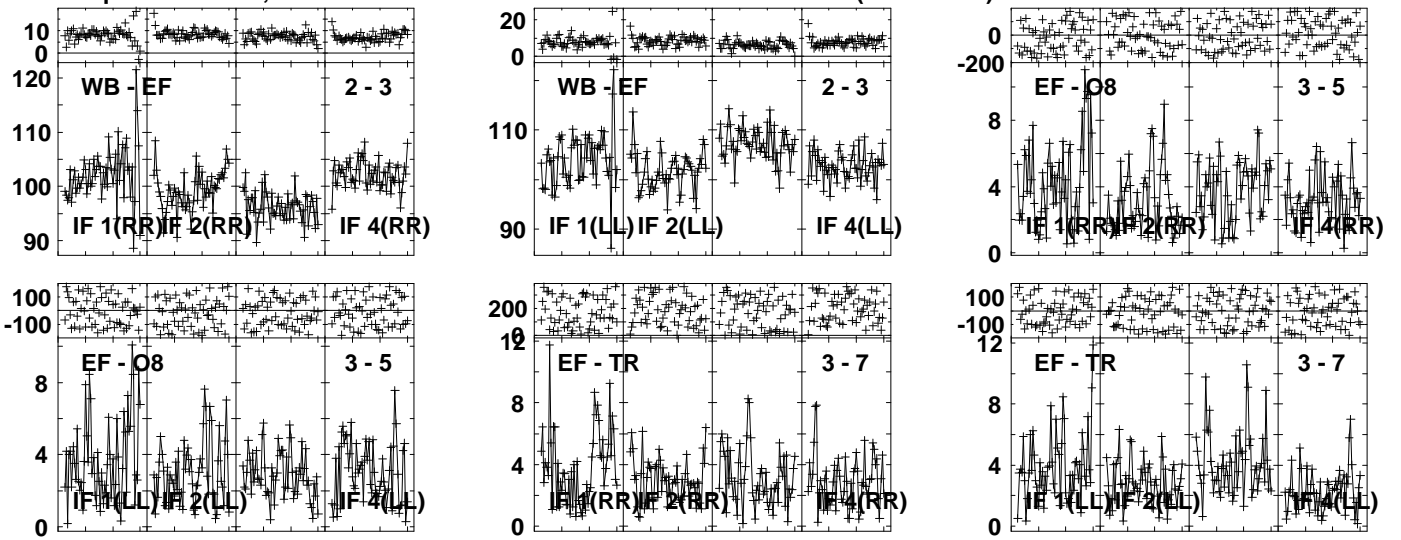 10
0
120
110
100
90
WB - EF
2 - 3
IF 1(RR)
IF 2(RR)
IF 4(RR)
20
0
110
90
WB - EF
2 - 3
IF 1(LL)
IF 2(LL)
IF 4(LL)
0
-200
8
4
0
EF - O8
3 - 5
IF 1(RR)
IF 2(RR)
IF 4(RR)
100
-100
8
4
0
EF - O8
3 - 5
IF 1(LL)
IF 2(LL)
IF 4(LL)
200
0
12
8
4
0
EF - TR
3 - 7
IF 1(RR)
IF 2(RR)
IF 4(RR)
100
-100
12
8
4
0
EF - TR
3 - 7
IF 1(LL)
IF 2(LL)
IF 4(LL)